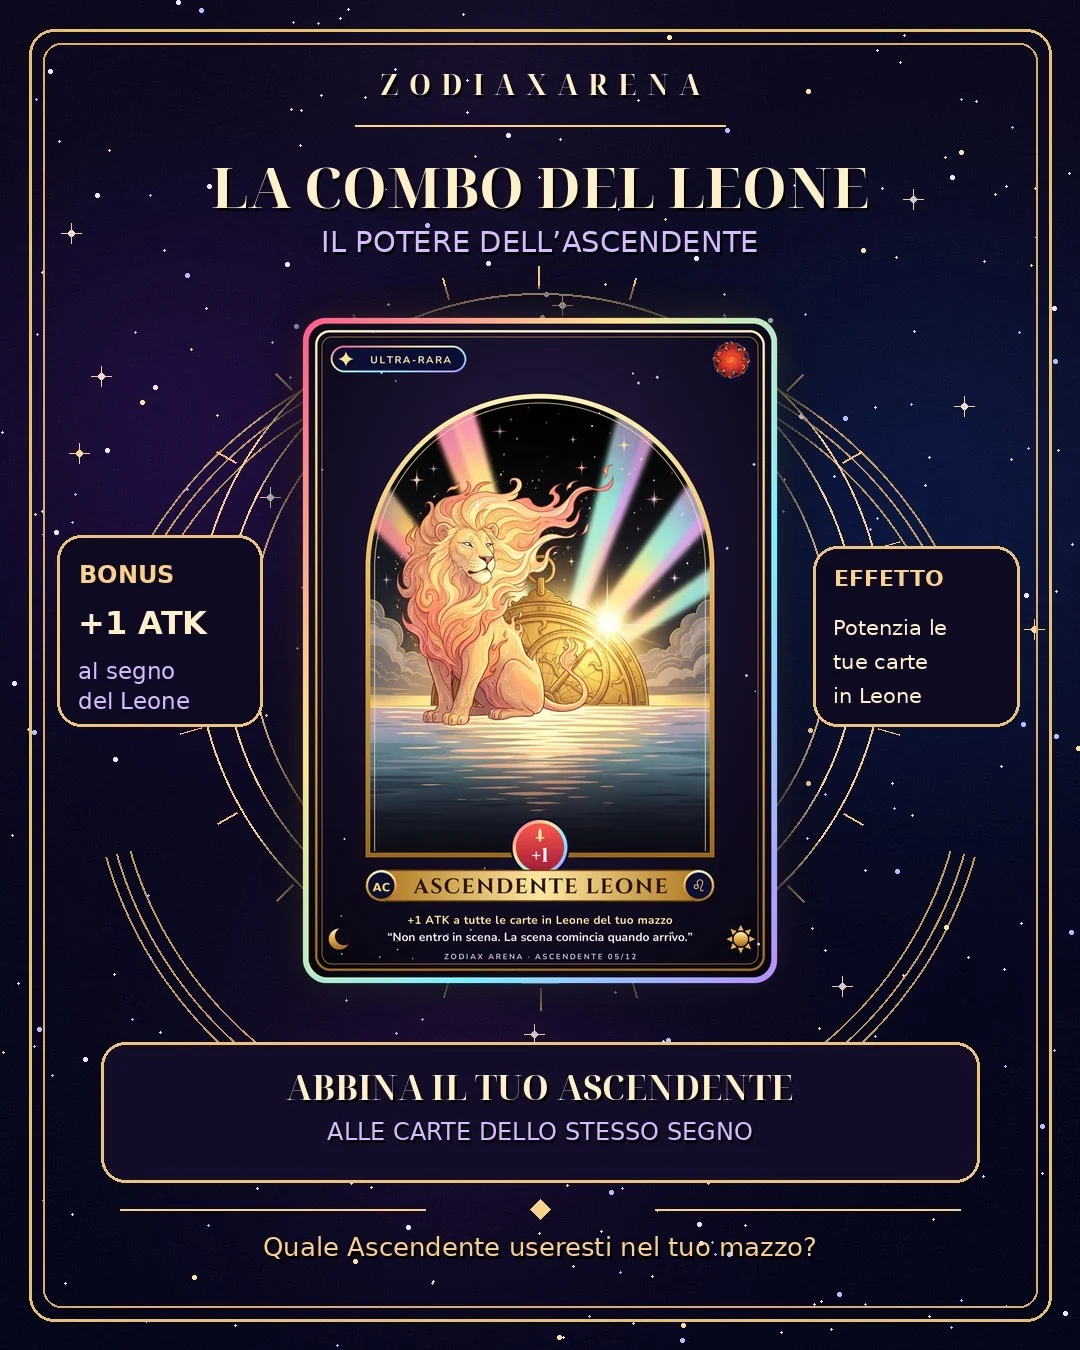 ZODIAXARENA
LA COMBO DEL LEONE
IL POTERE DELL’ASCENDENTE
ULTRA-RARA
BONUS
+1 ATK
al segno
del Leone
EFFETTO
Potenzia le
tue carte
in Leone
+1
AC ASCENDENTE LEONE ♌
+1 ATK a tutte le carte in Leone del tuo mazzo
“Non entro in scena. La scena comincia quando arrivo.”
ZODIAX ARENA · ASCENDENTE 05/12
ABBINA IL TUO ASCENDENTE
ALLE CARTE DELLO STESSO SEGNO
Quale Ascendente useresti nel tuo mazzo?